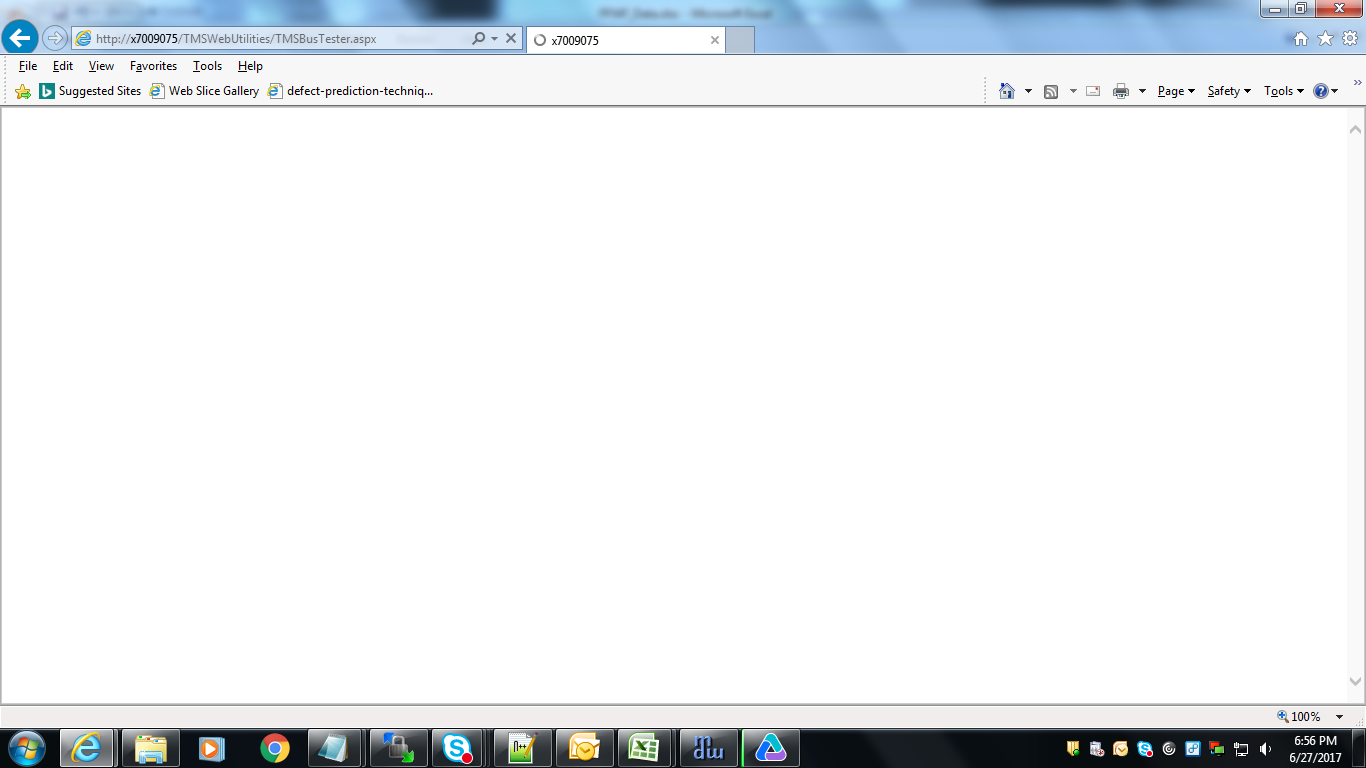 http://x7009075/TMSWebUtilities/TMSBusTester.aspx
x7009075
File Edit View Favorites Tools Help
Suggested Sites Web Slice Gallery defect-prediction-techniq... Page Safety Tools
100%
6:56 PM
6/27/2017